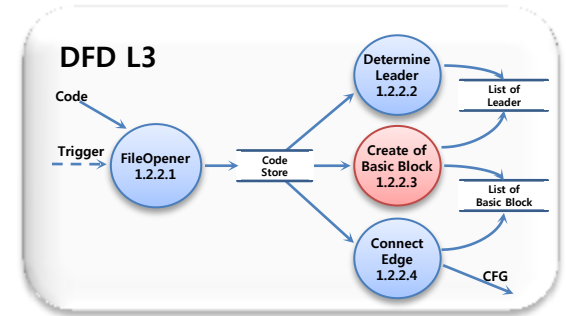 DFD L3
Code
Trigger
FileOpener
1.2.2.1
Code
Store
Determine
Leader
1.2.2.2
Create of
Basic Block
1.2.2.3
Connect
Edge
1.2.2.4
List of
Leader
List of
Basic Block
CFG